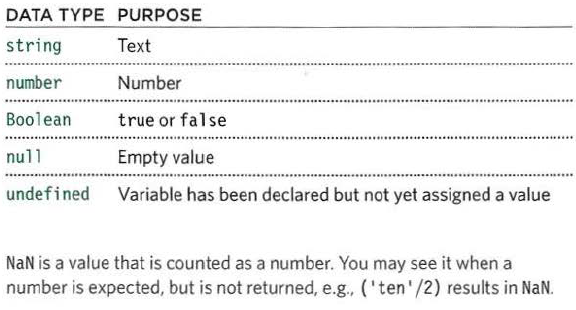 DATA TYPE PURPOSE
string Text
number Number
Boolean true or false
null Empty value
undefined Variable has been declared but not yet assigned a value
NaN is a value that is counted as a number. You may see it when a
number is expected, but is not returned, e.g., ('ten'/2) results in NaN.